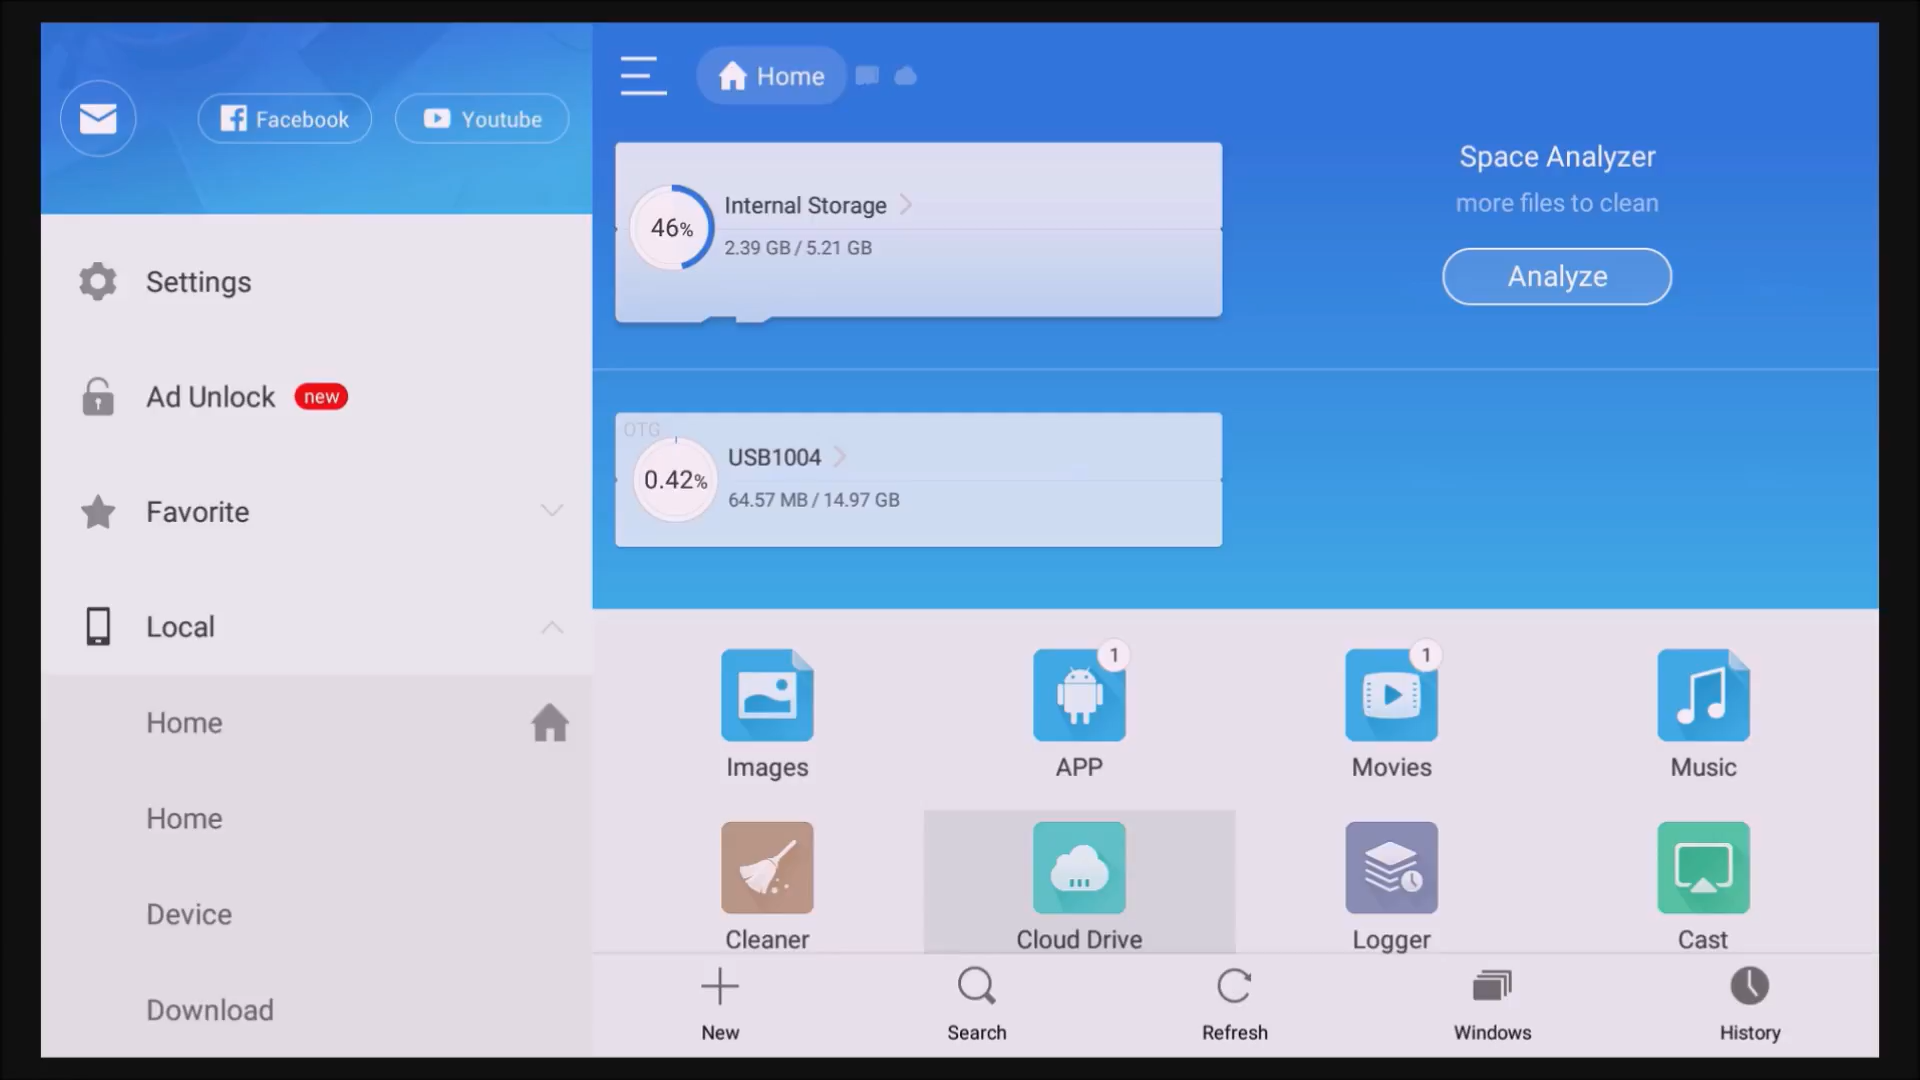 Facebook
Youtube
Settings
Ad Unlock new
Favorite
Local
Home
Home
Device
Download
Home
46%
Internal Storage
2.39 GB / 5.21 GB
Space Analyzer
more files to clean
Analyze
OTG
0.42%
USB1004
64.57 MB / 14.97 GB
1
1
Images
APP
Movies
Music
Cleaner
Cloud Drive
Logger
Cast
New
Search
Refresh
Windows
History